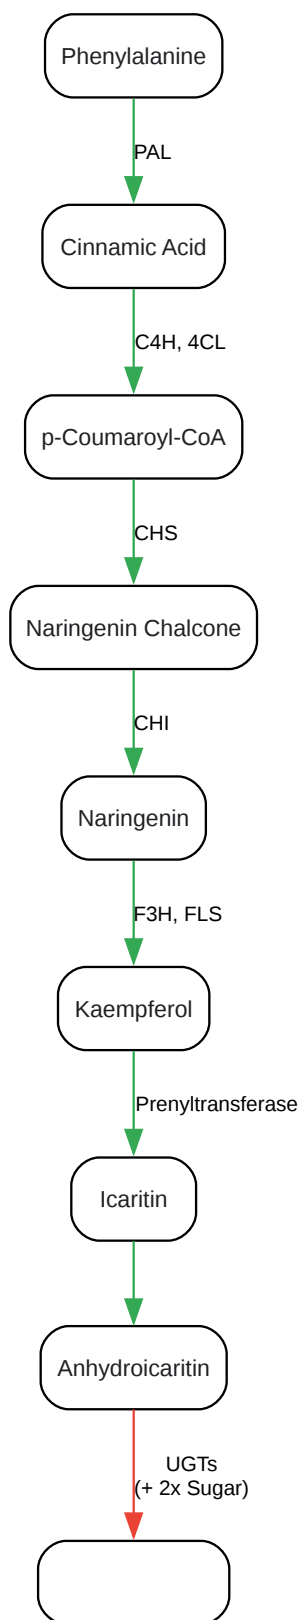 Phenylalanine
PAL
Cinnamic Acid
C4H, 4CL
p-Coumaroyl-CoA
CHS
Naringenin Chalcone
CHI
Naringenin
F3H, FLS
Kaempferol
Prenyltransferase
Icaritin
Anhydroicaritin
UGTs
(+ 2x Sugar)